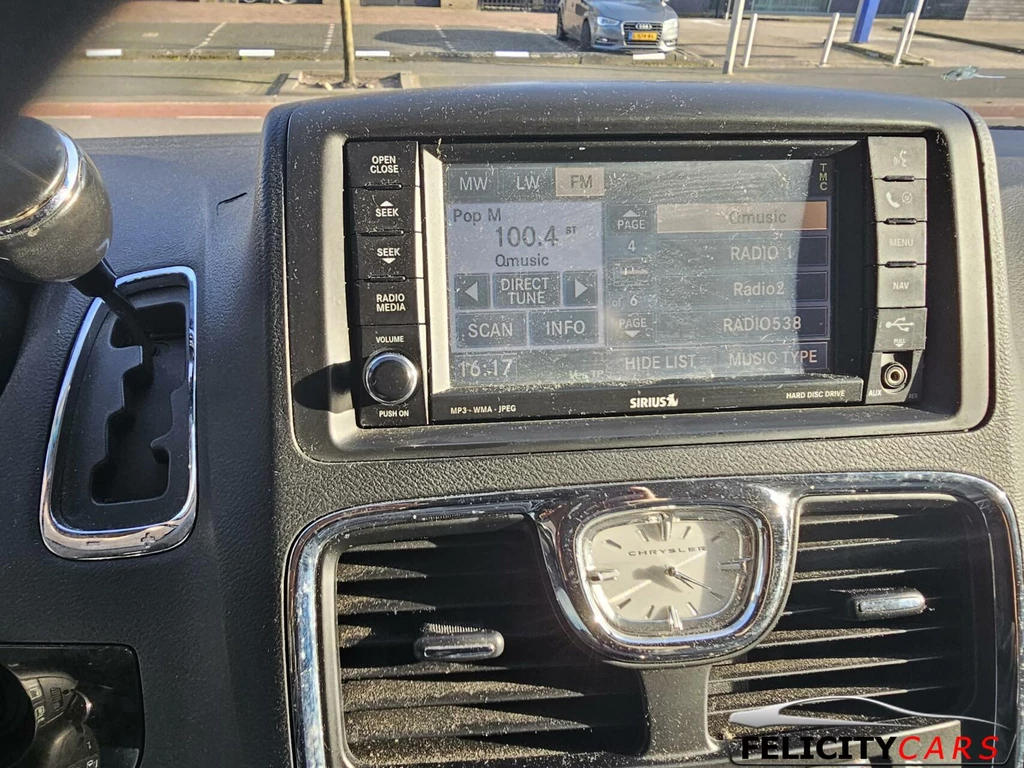 OPEN
CLOSE
SEEK
SEEK
RADIO
MEDIA
VOLUME
PUSH ON
MW LW FM
Pop M
100.4 ST
Qmusic
DIRECT
TUNE
SCAN INFO
16:17
PAGE
4
of 6
PAGE
Qmusic
RADIO 1
Radio2
RADIO538
HIDE LIST MUSIC TYPE
TMC
MENU
NAV
AUX
MP3 - WMA - JPEG
SIRIUS
HARD DISC DRIVE
CHRYSLER
- +
FELICITYCARS